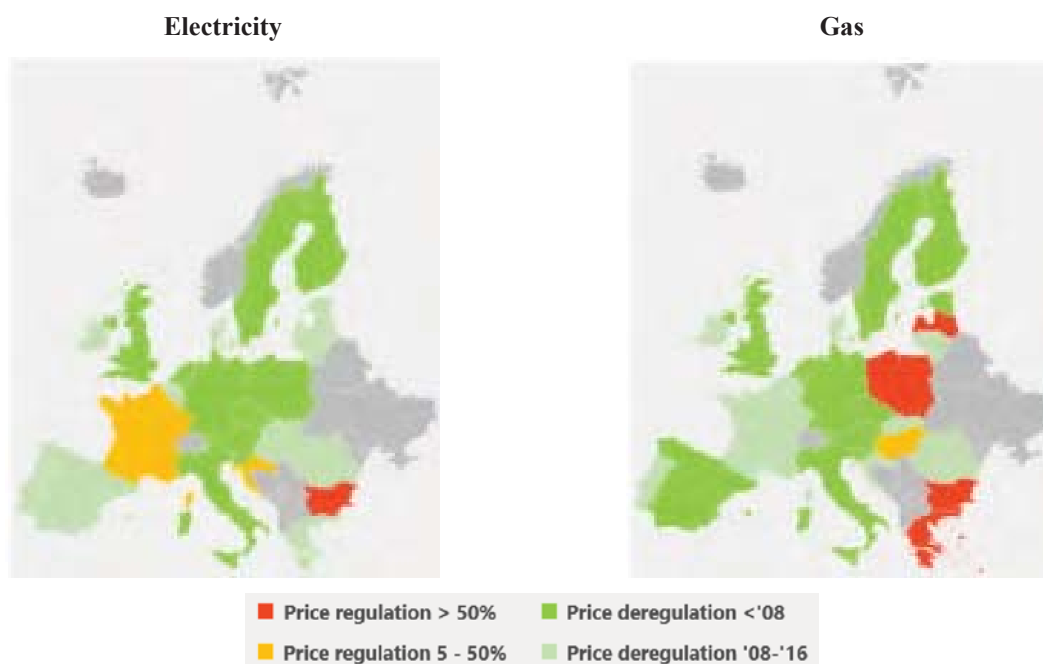 Electricity Gas
Price regulation > 50% Price deregulation <'08
Price regulation 5 - 50% Price deregulation '08-'16